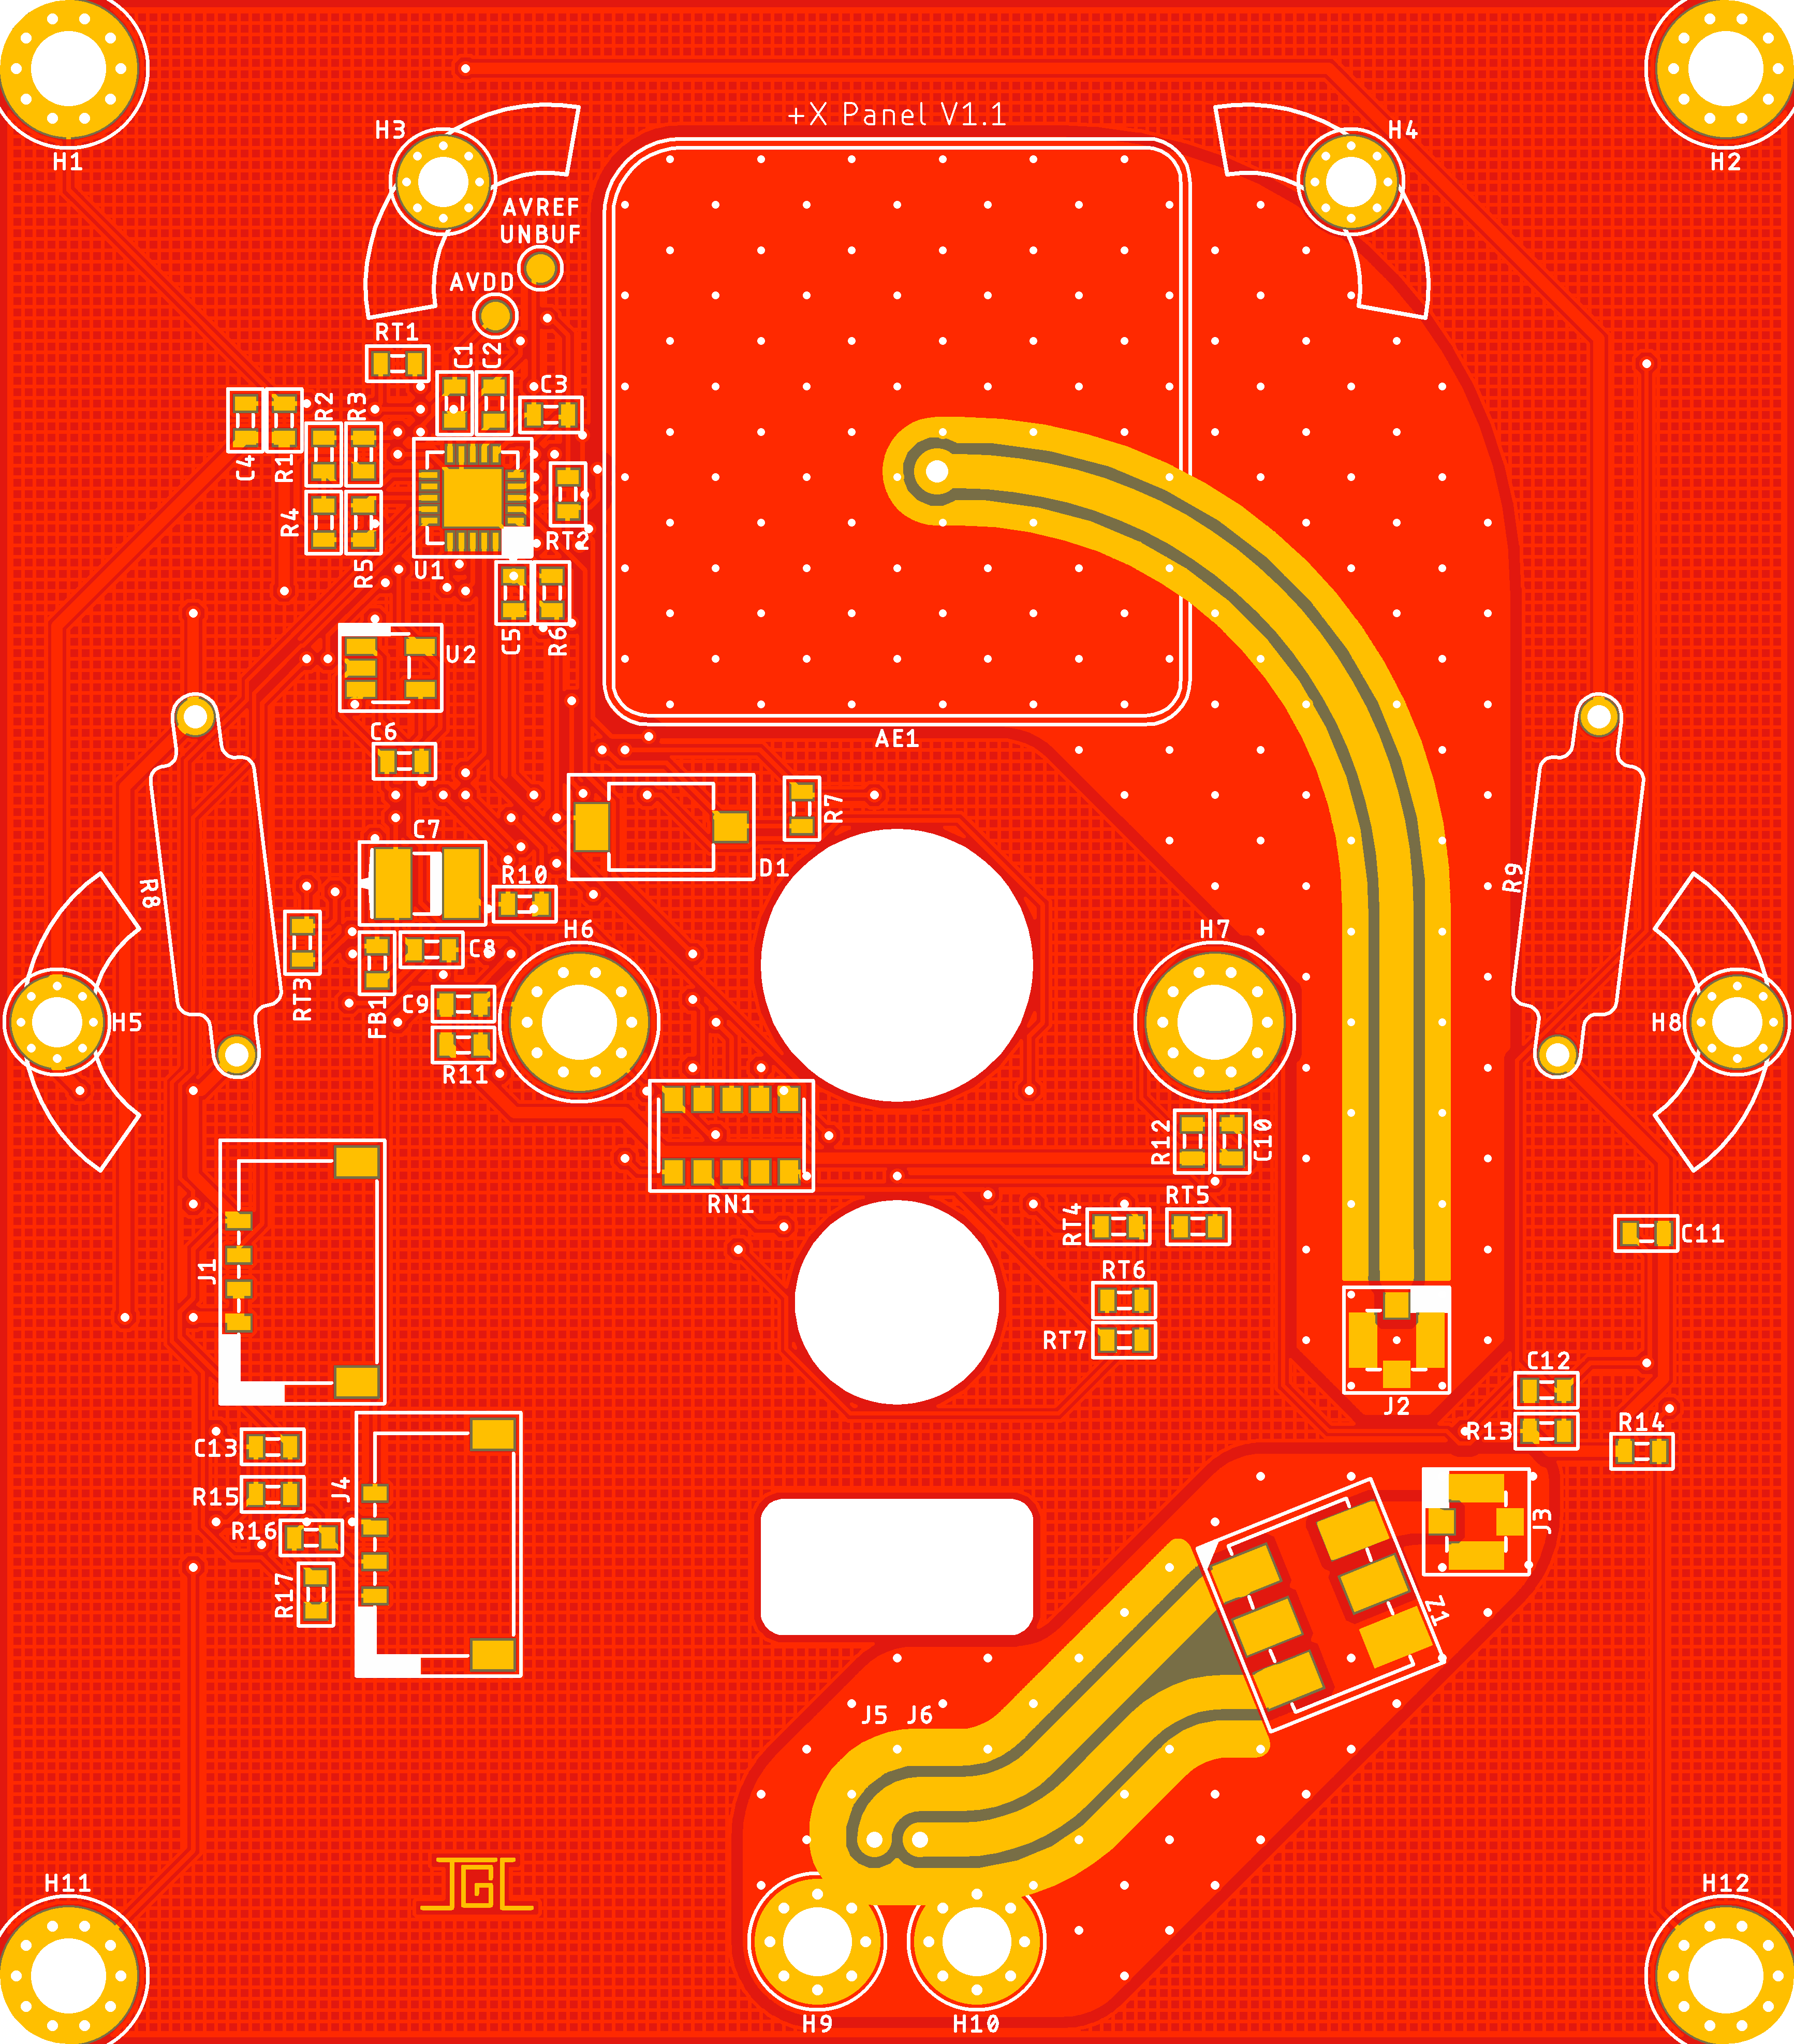 +X Panel V1.1
H1
H2
H3
H4
AVREF
UNBUF
AVDD
RT1
C1
C2
C3
R2
R3
C4
R1
R4
R5
U1
RT2
C5
R6
U2
C6
AE1
C7
D1
R7
R8
R9
R10
H6
H7
RT3
FB1
C8
C9
H5
H8
R11
RN1
R12
C10
RT4
RT5
C11
J1
RT6
RT7
C12
J2
R13
R14
C13
R15
J4
R16
J3
R17
Z1
J5
J6
JGL
H11
H12
H9
H10